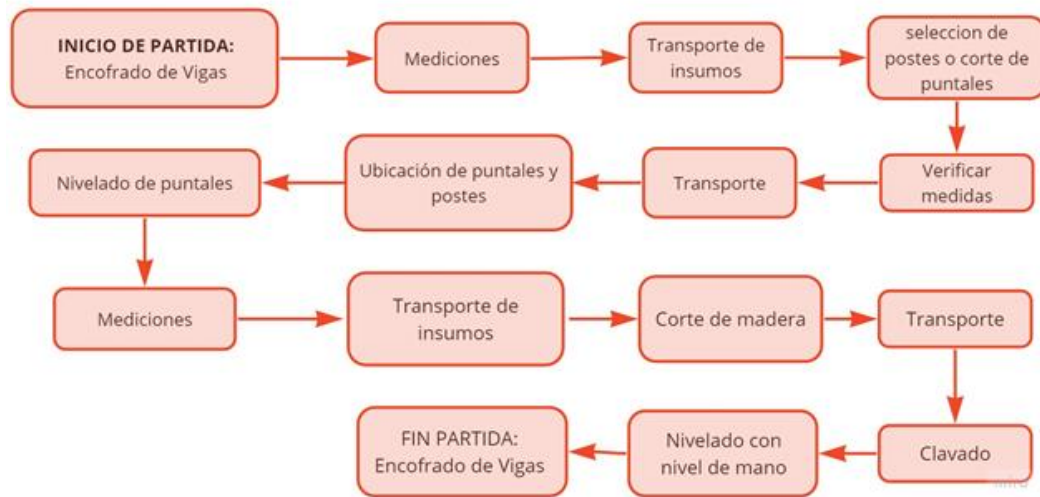 INICIO DE PARTIDA:
Encofrado de Vigas
Mediciones
Transporte de
insumos
seleccion de
postes o corte de
puntales
Verificar
medidas
Transporte
Ubicación de puntales y
postes
Nivelado de puntales
Mediciones
Transporte de
insumos
Corte de madera
Transporte
Clavado
Nivelado con
nivel de mano
FIN PARTIDA:
Encofrado de Vigas
miro